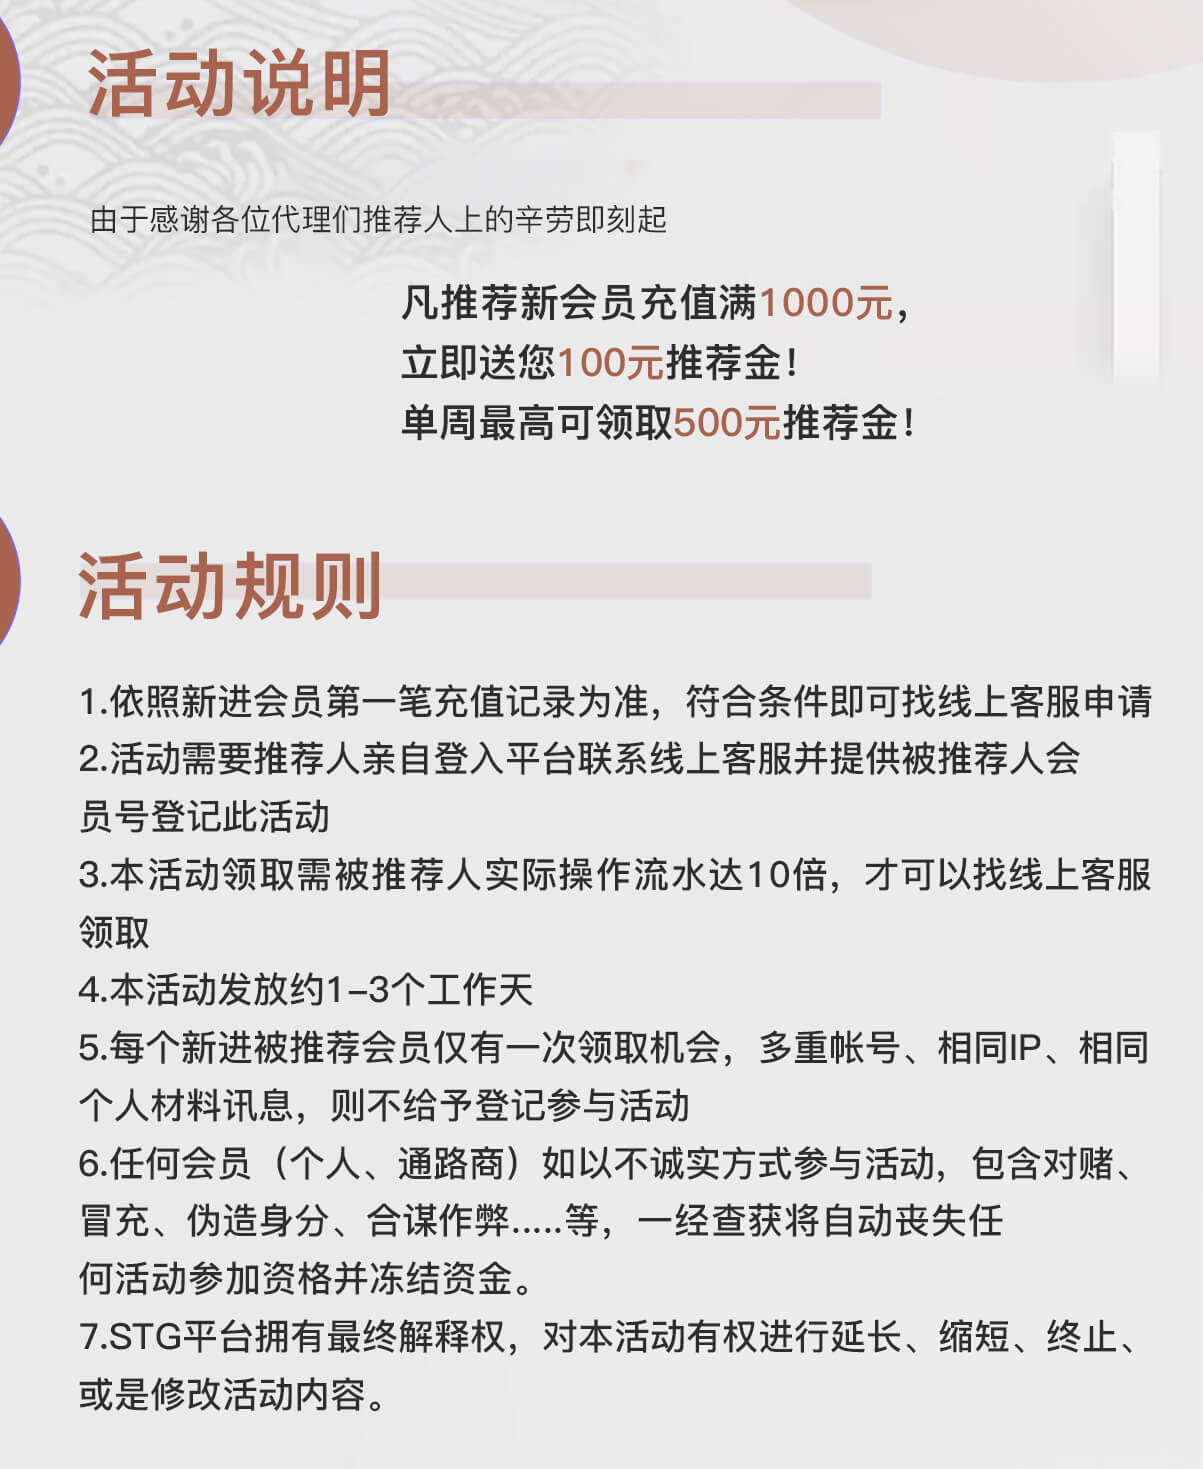 活动说明
由于感谢各位代理们推荐人上的辛劳即刻起
凡推荐新会员充值满1000元，
立即送您100元推荐金！
单周最高可领取500元推荐金！
活动规则
1.依照新进会员第一笔充值记录为准，符合条件即可找线上客服申请
2.活动需要推荐人亲自登入平台联系线上客服并提供被推荐人会
员号登记此活动
3.本活动领取需被推荐人实际操作流水达10倍，才可以找线上客服
领取
4.本活动发放约1-3个工作天
5.每个新进被推荐会员仅有一次领取机会，多重帐号、相同IP、相同
个人材料讯息，则不给予登记参与活动
6.任何会员（个人、通路商）如以不诚实方式参与活动，包含对赌、
冒充、伪造身分、合谋作弊.....等，一经查获将自动丧失任
何活动参加资格并冻结资金。
7.STG平台拥有最终解释权，对本活动有权进行延长、缩短、终止、
或是修改活动内容。